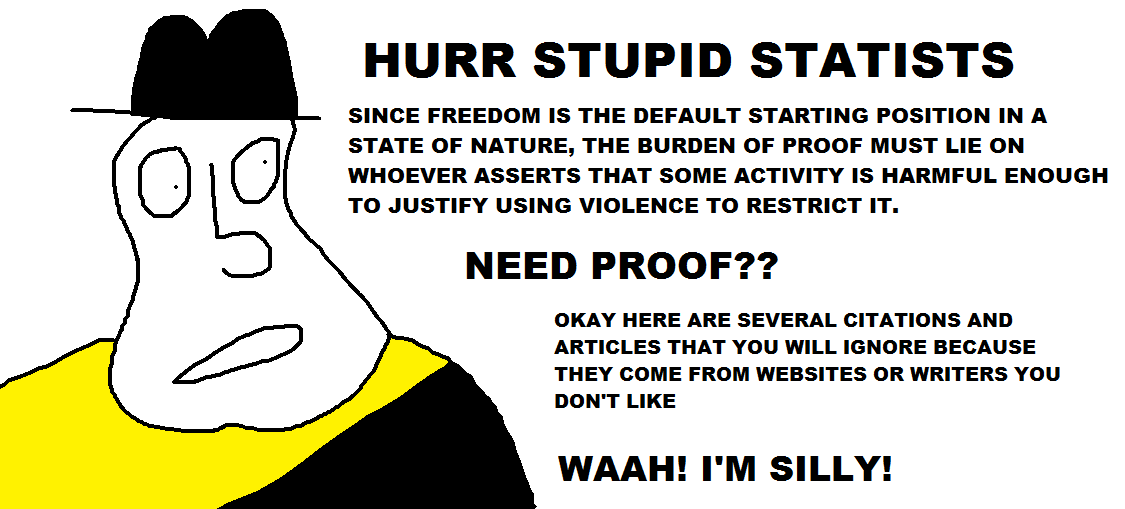 HURR STUPID STATISTS
SINCE FREEDOM IS THE DEFAULT STARTING POSITION IN A
STATE OF NATURE, THE BURDEN OF PROOF MUST LIE ON
WHOEVER ASSERTS THAT SOME ACTIVITY IS HARMFUL ENOUGH
TO JUSTIFY USING VIOLENCE TO RESTRICT IT.
NEED PROOF??
OKAY HERE ARE SEVERAL CITATIONS AND
ARTICLES THAT YOU WILL IGNORE BECAUSE
THEY COME FROM WEBSITES OR WRITERS YOU
DON'T LIKE
WAAH! I'M SILLY!